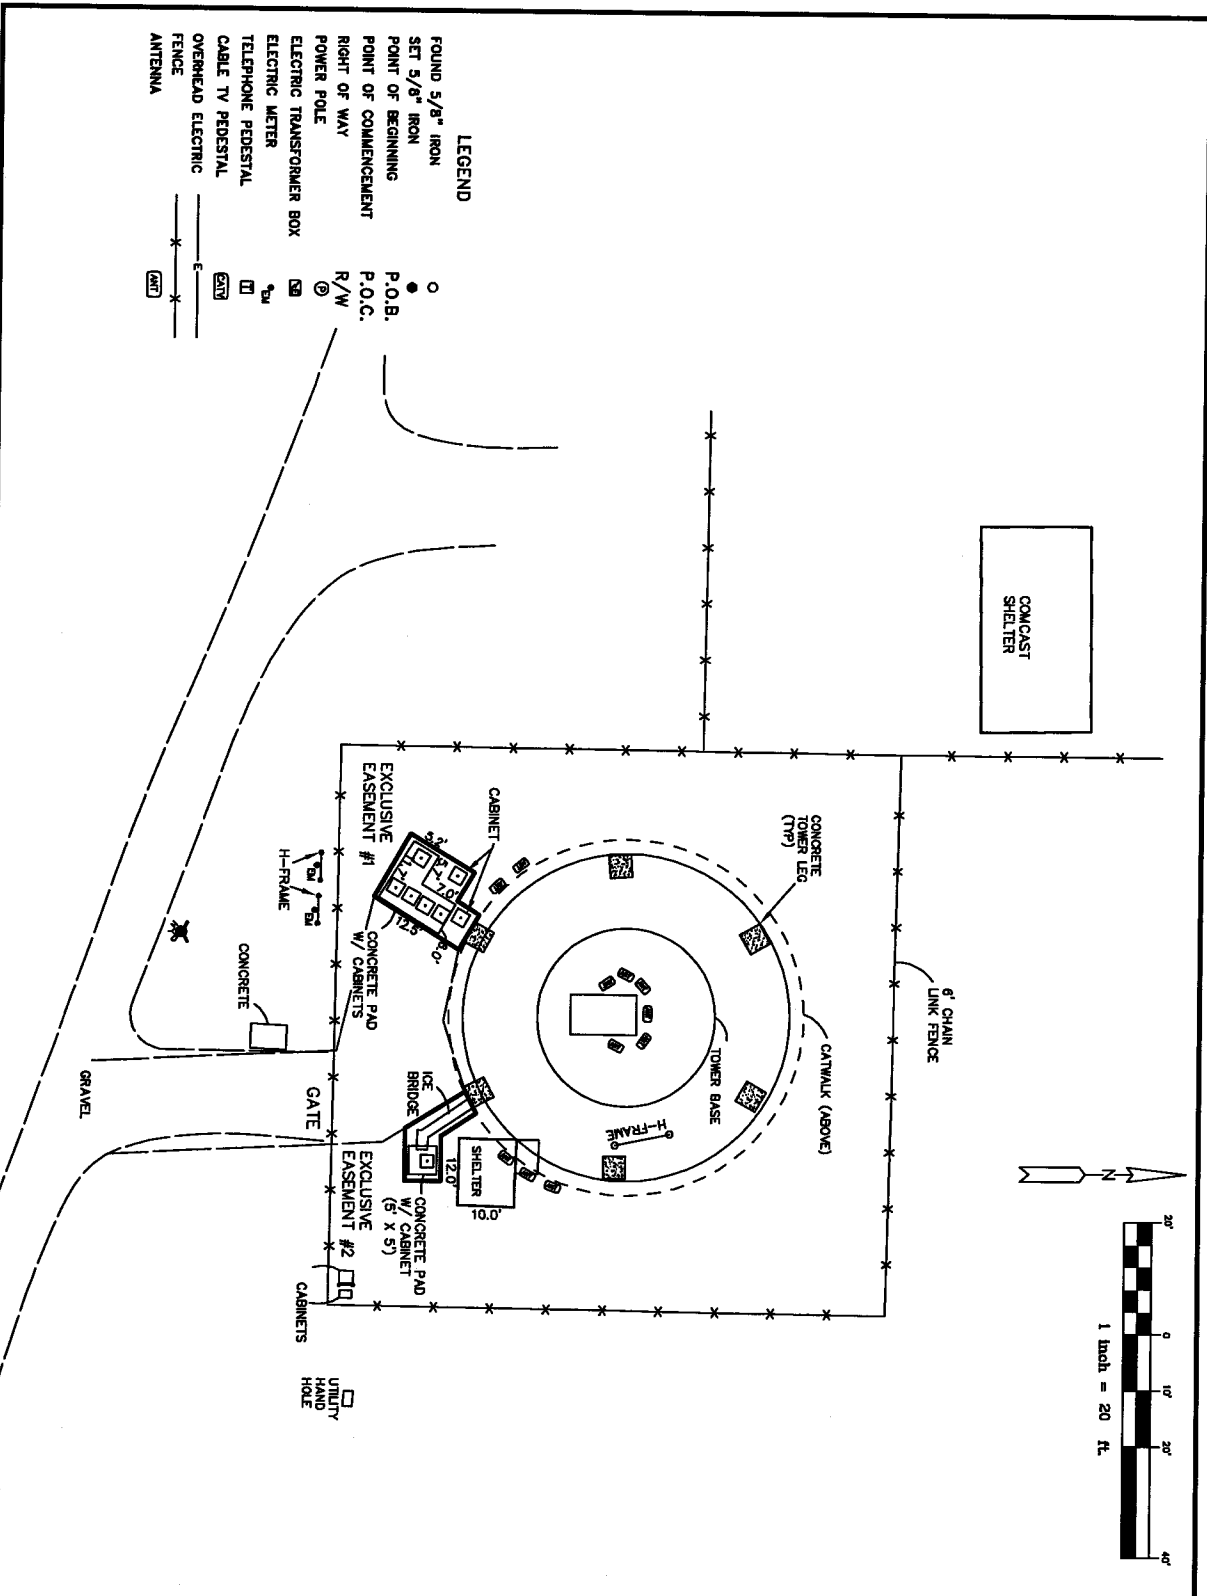 LEGEND
FOUND 5/8" IRON
SET 5/8" IRON
POINT OF BEGINNING P.O.B.
POINT OF COMMENCEMENT P.O.C.
RIGHT OF WAY R/W
POWER POLE P
ELECTRIC TRANSFORMER BOX
ELECTRIC METER EM
TELEPHONE PEDESTAL T
CABLE TV PEDESTAL CATV
OVERHEAD ELECTRIC E
FENCE
ANTENNA ANT
COMCAST
SHELTER
CONCRETE
TOWER LEG
(TYP)
6' CHAIN
LINK FENCE
CATWALK (ABOVE)
TOWER BASE
H-FRAME
CABINET
EXCLUSIVE
EASEMENT #1
5.2'
7.0'
12.5'
CONCRETE PAD
W/ CABINETS
H-FRAME
EM
EM
CONCRETE
GRAVEL
GATE
ICE
BRIDGE
SHELTER
12.0'
10.0'
CONCRETE PAD
W/ CABINET
(5' X 5')
EXCLUSIVE
EASEMENT #2
CABINETS
UTILITY
HAND
HOLE
N
20' 0 10' 20' 40'
1 inch = 20 ft.